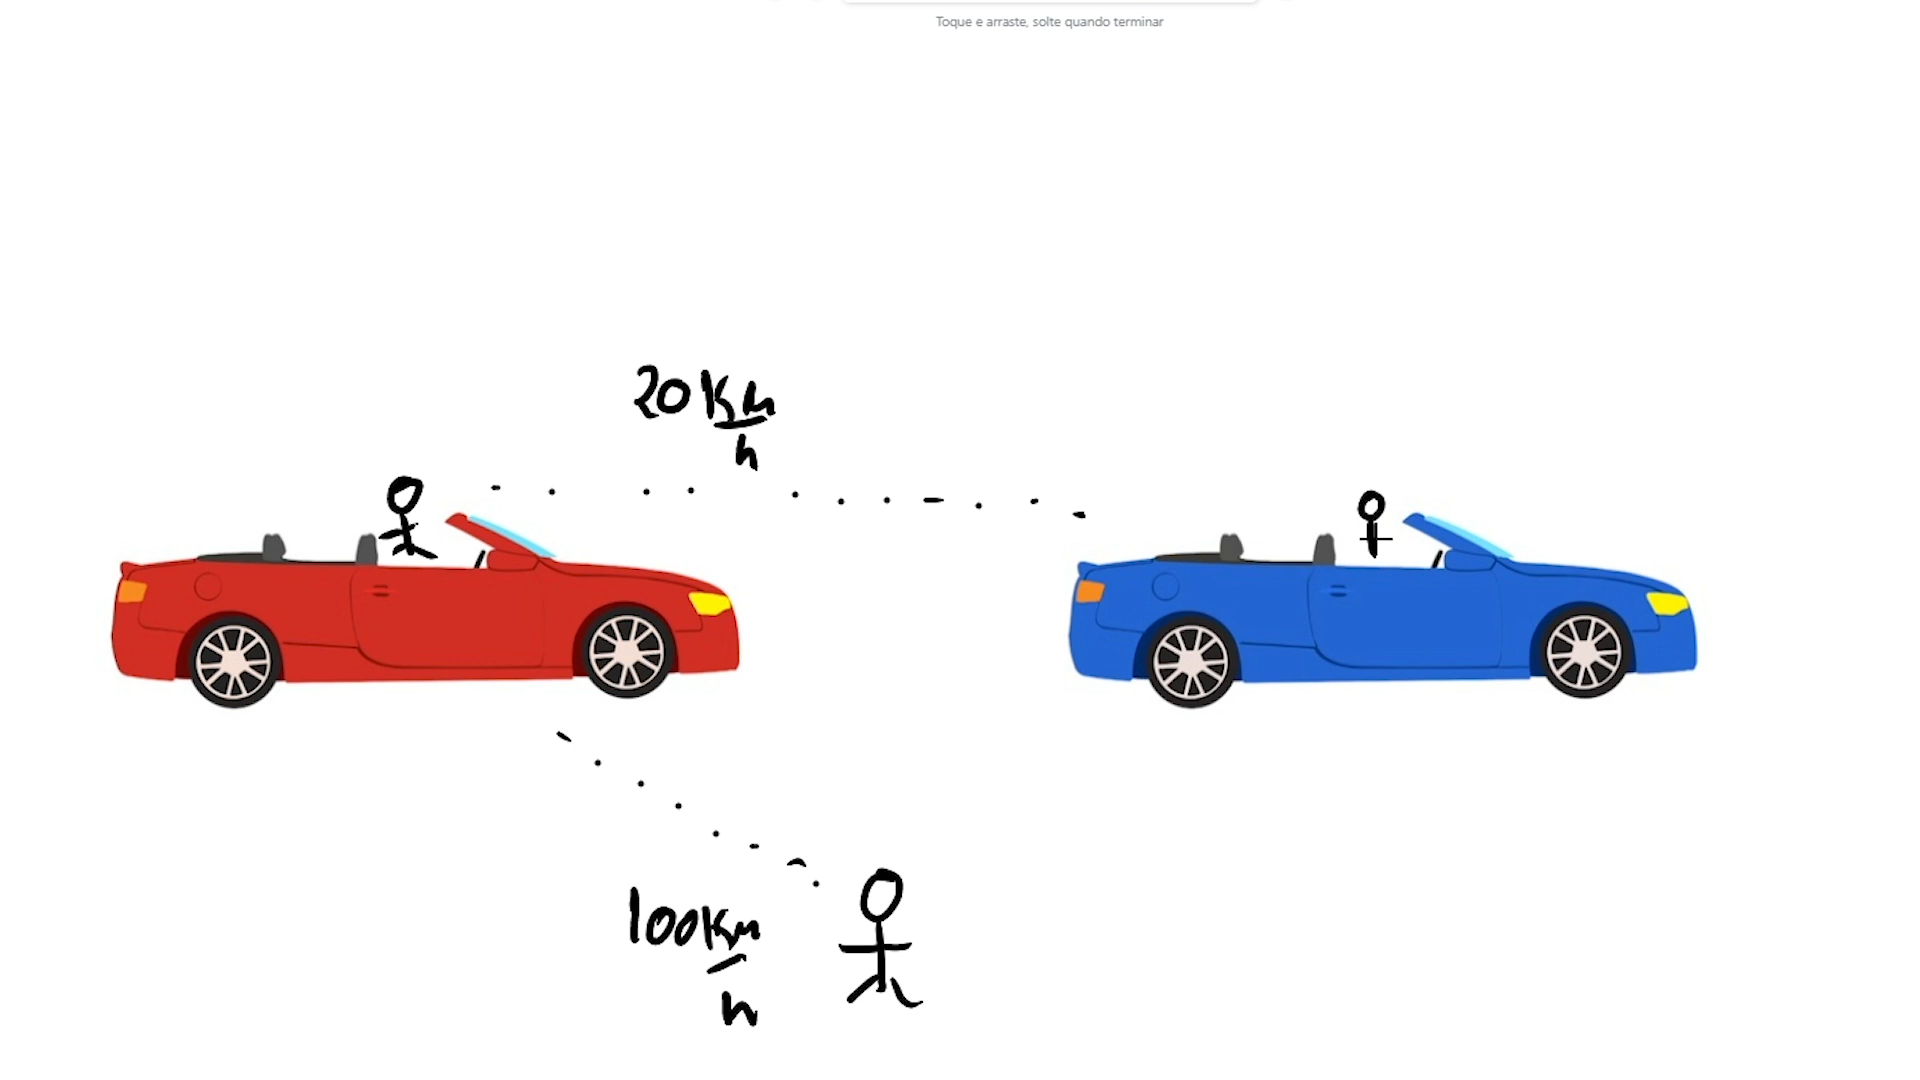 Toque e arraste, solte quando terminar
20 Km
h
100 Km
h